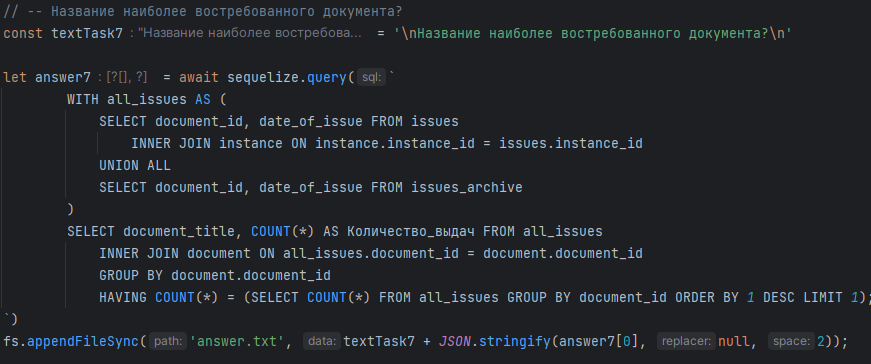 // -- Название наиболее востребованного документа?
const textTask7 : "Название наиболее востребова… = '\nНазвание наиболее востребованного документа?\n'
let answer7 : [?[], ?] = await sequelize.query( sql: `
WITH all_issues AS (
SELECT document_id, date_of_issue FROM issues
INNER JOIN instance ON instance.instance_id = issues.instance_id
UNION ALL
SELECT document_id, date_of_issue FROM issues_archive
)
SELECT document_title, COUNT(*) AS Количество_выдач FROM all_issues
INNER JOIN document ON all_issues.document_id = document.document_id
GROUP BY document.document_id
HAVING COUNT(*) = (SELECT COUNT(*) FROM all_issues GROUP BY document_id ORDER BY 1 DESC LIMIT 1);
`)
fs.appendFileSync( path: 'answer.txt', data: textTask7 + JSON.stringify(answer7[0], replacer: null, space: 2));